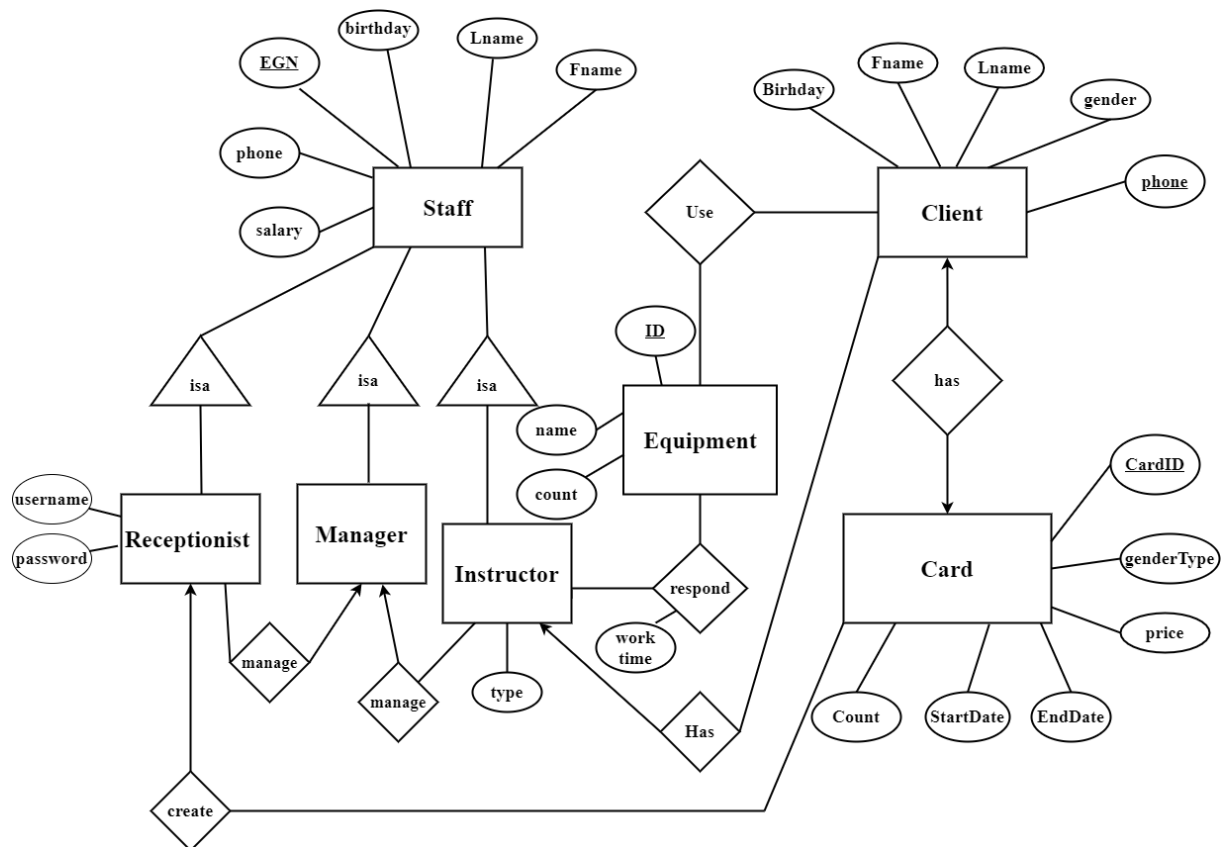 birthday
Lname
EGN
Fname
phone
salary
Staff
Birhday
Fname
Lname
gender
phone
Client
Use
isa
isa
isa
ID
name
count
Equipment
has
username
password
Receptionist
Manager
Instructor
respond
work
time
CardID
genderType
price
Card
manage
manage
type
Has
Count
StartDate
EndDate
create